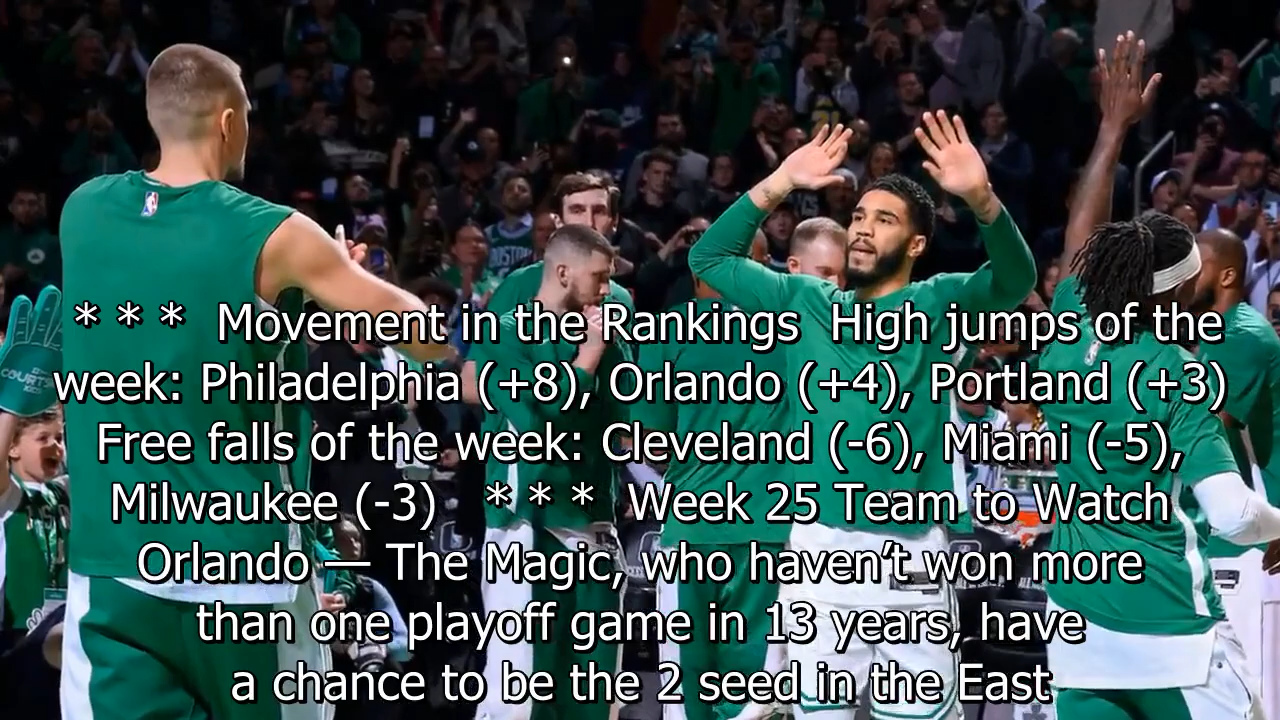 BOSTON
COURTS
* * * Movement in the Rankings High jumps of the
week: Philadelphia (+8), Orlando (+4), Portland (+3)
Free falls of the week: Cleveland (-6), Miami (-5),
Milwaukee (-3) * * * Week 25 Team to Watch
Orlando — The Magic, who haven’t won more
than one playoff game in 13 years, have
a chance to be the 2 seed in the East